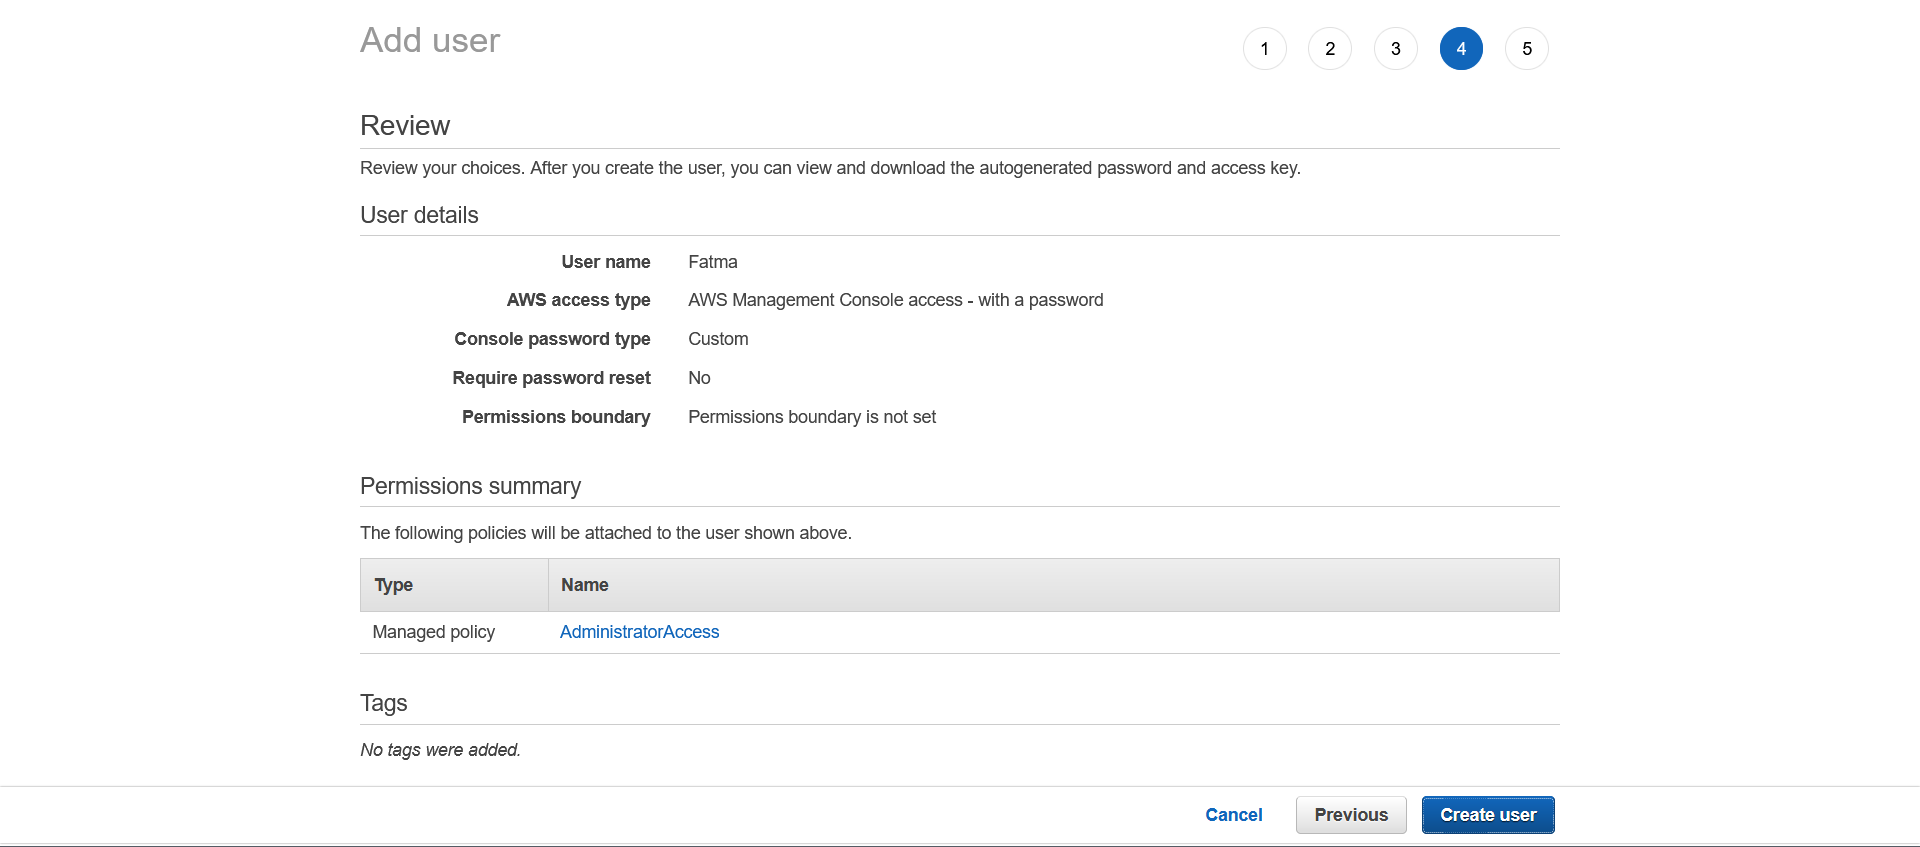 Add user
1 2 3 4 5
Review
Review your choices. After you create the user, you can view and download the autogenerated password and access key.
User details
User name Fatma
AWS access type AWS Management Console access - with a password
Console password type Custom
Require password reset No
Permissions boundary Permissions boundary is not set
Permissions summary
The following policies will be attached to the user shown above.
Type Name
Managed policy AdministratorAccess
Tags
No tags were added.
Cancel Previous Create user